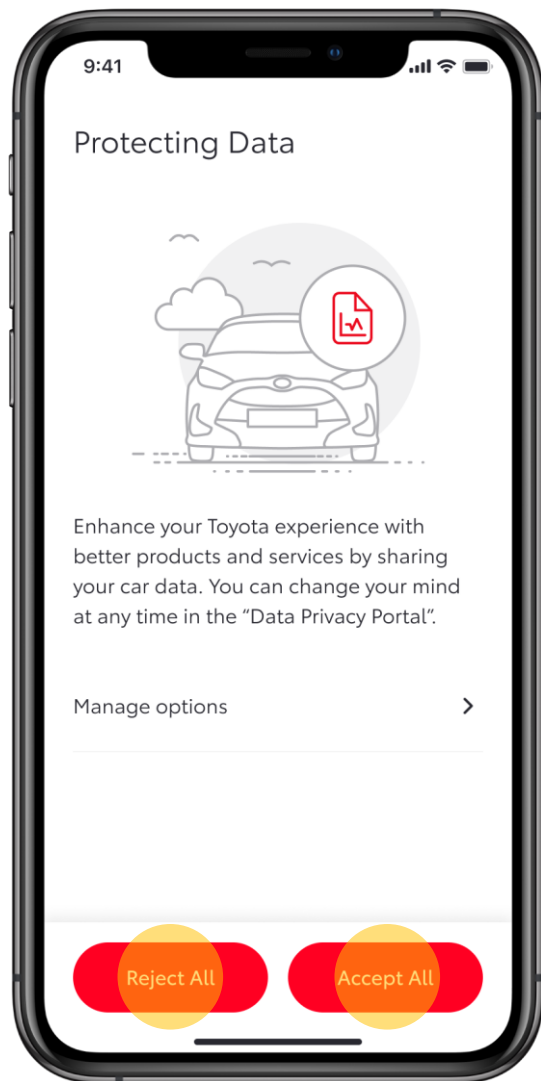 9:41
Protecting Data
Enhance your Toyota experience with
better products and services by sharing
your car data. You can change your mind
at any time in the “Data Privacy Portal”.
Manage options
Reject All
Accept All